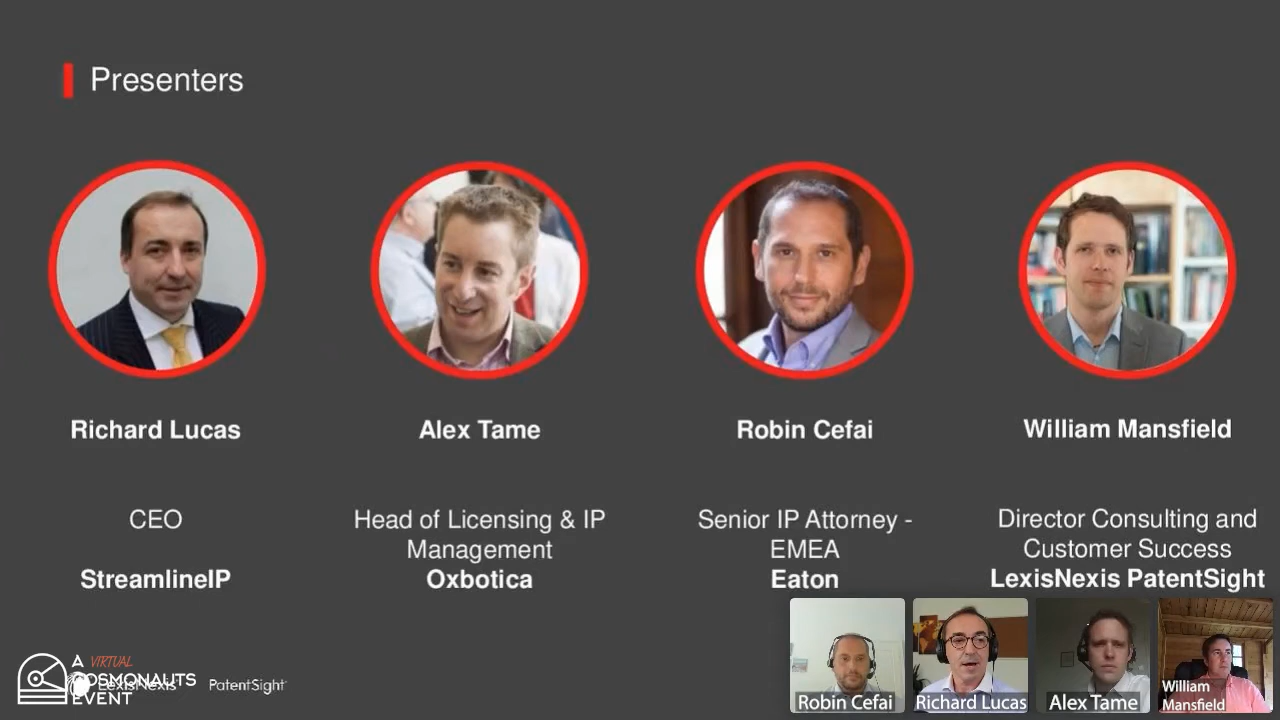 Presenters
Richard Lucas
Alex Tame
Robin Cefai
William Mansfield
CEO
StreamlineIP
Head of Licensing & IP
Management
Oxbotica
Senior IP Attorney -
EMEA
Eaton
Director Consulting and
Customer Success
LexisNexis PatentSight
A VIRTUAL
COSMONAUTS
EVENT
LexisNexis PatentSight
Robin Cefai
Richard Lucas
Alex Tame
William
Mansfield